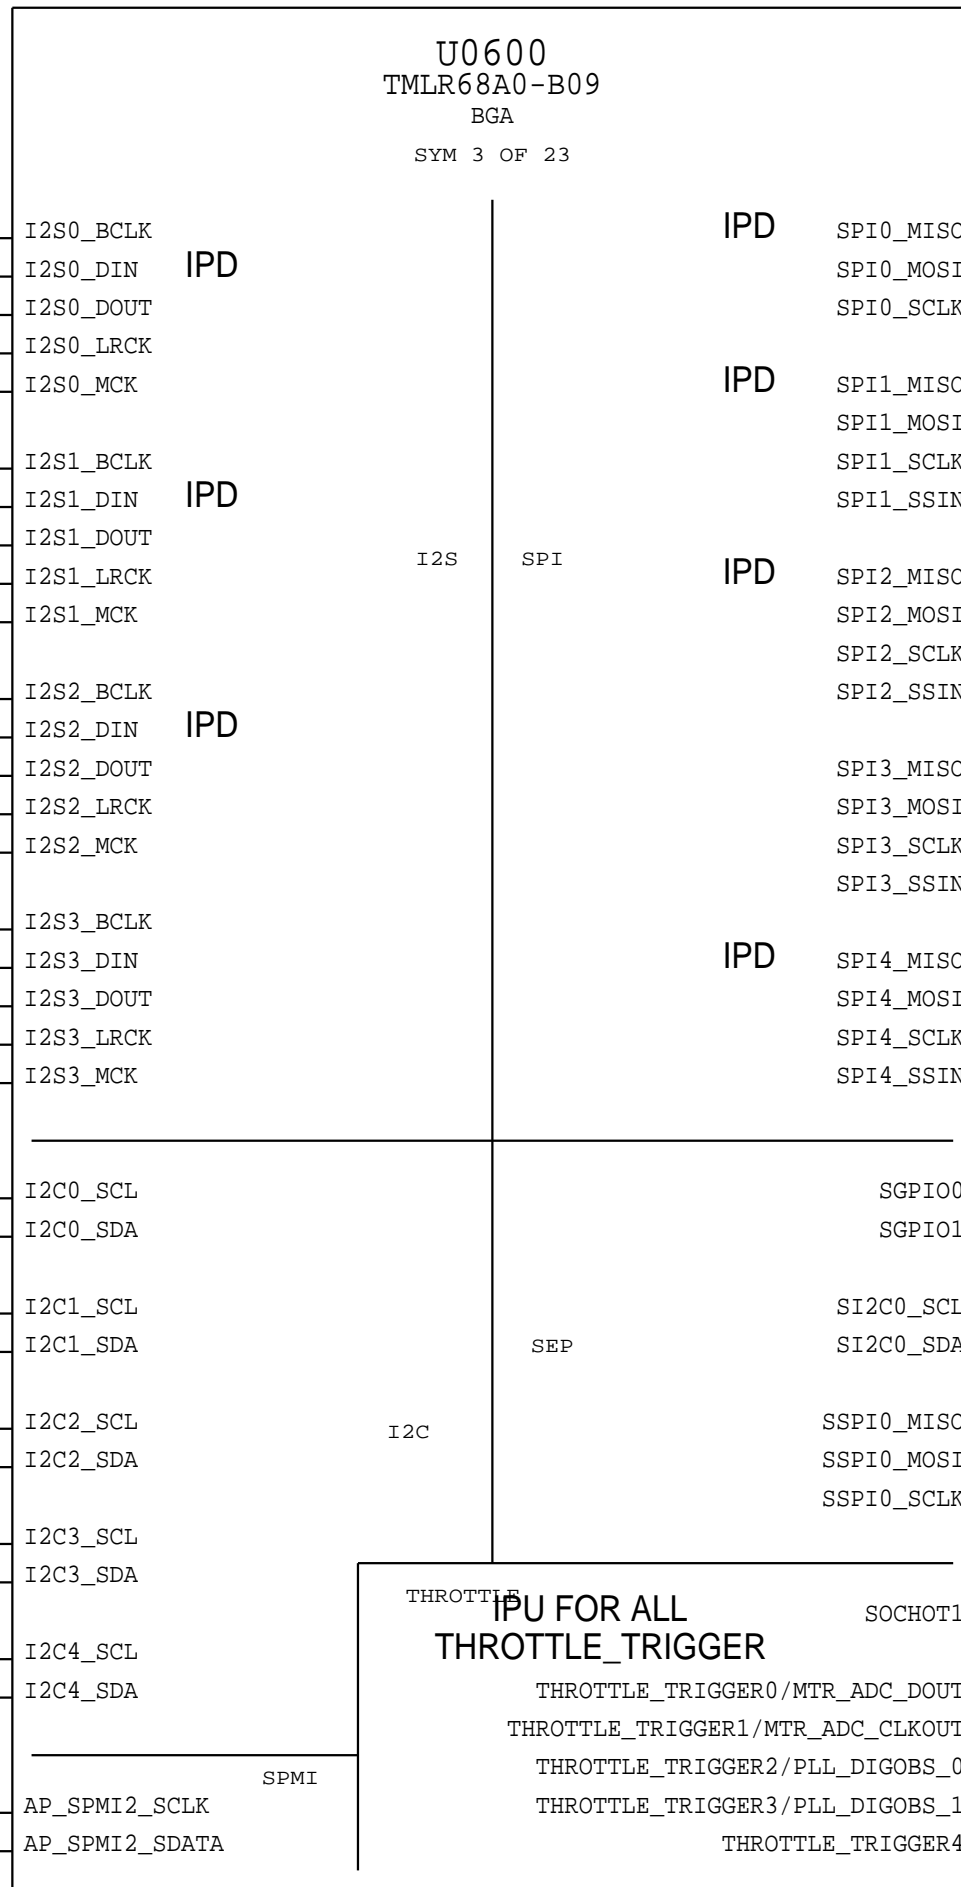 U0600
TMLR68A0-B09
BGA
SYM 3 OF 23
I2S0_BCLK
I2S0_DIN IPD
I2S0_DOUT
I2S0_LRCK
I2S0_MCK
I2S1_BCLK
I2S1_DIN IPD
I2S1_DOUT
I2S1_LRCK
I2S1_MCK
I2S2_BCLK
I2S2_DIN IPD
I2S2_DOUT
I2S2_LRCK
I2S2_MCK
I2S3_BCLK
I2S3_DIN
I2S3_DOUT
I2S3_LRCK
I2S3_MCK
I2S
SPI
IPD SPI0_MISO
SPI0_MOSI
SPI0_SCLK
IPD SPI1_MISO
SPI1_MOSI
SPI1_SCLK
SPI1_SSIN
IPD SPI2_MISO
SPI2_MOSI
SPI2_SCLK
SPI2_SSIN
SPI3_MISO
SPI3_MOSI
SPI3_SCLK
SPI3_SSIN
IPD SPI4_MISO
SPI4_MOSI
SPI4_SCLK
SPI4_SSIN
I2C0_SCL
I2C0_SDA
I2C1_SCL
I2C1_SDA
I2C2_SCL
I2C2_SDA
I2C3_SCL
I2C3_SDA
I2C4_SCL
I2C4_SDA
I2C
SEP
SGPIO0
SGPIO1
SI2C0_SCL
SI2C0_SDA
SSPI0_MISO
SSPI0_MOSI
SSPI0_SCLK
SPMI
AP_SPMI2_SCLK
AP_SPMI2_SDATA
THROTTLE
IPU FOR ALL
THROTTLE_TRIGGER
SOCHOT1
THROTTLE_TRIGGER0/MTR_ADC_DOUT
THROTTLE_TRIGGER1/MTR_ADC_CLKOUT
THROTTLE_TRIGGER2/PLL_DIGOBS_0
THROTTLE_TRIGGER3/PLL_DIGOBS_1
THROTTLE_TRIGGER4